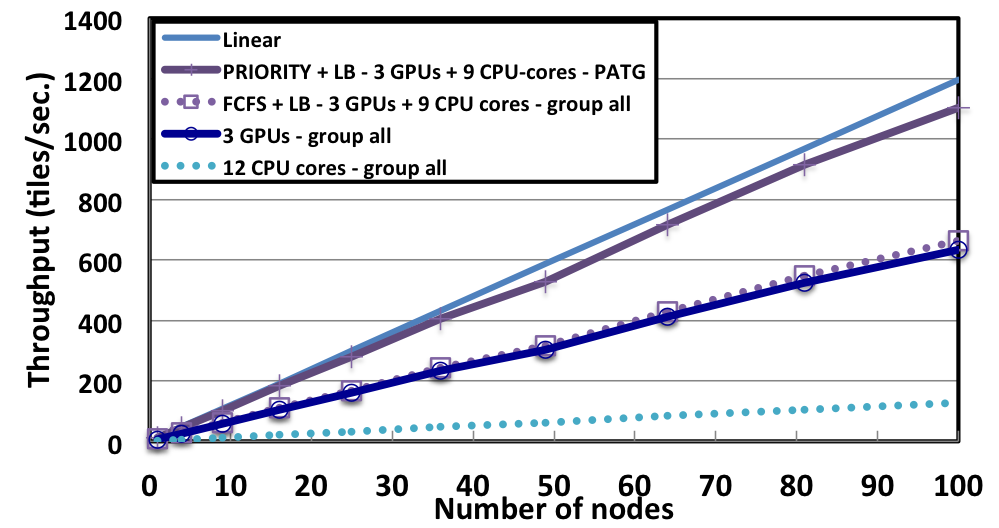 1400
1200
1000
800
600
400
200
0
Throughput (tiles/sec.)
Linear
PRIORITY + LB - 3 GPUs + 9 CPU-cores - PATG
FCFS + LB - 3 GPUs + 9 CPU cores - group all
3 GPUs - group all
12 CPU cores - group all
0 10 20 30 40 50 60 70 80 90 100
Number of nodes